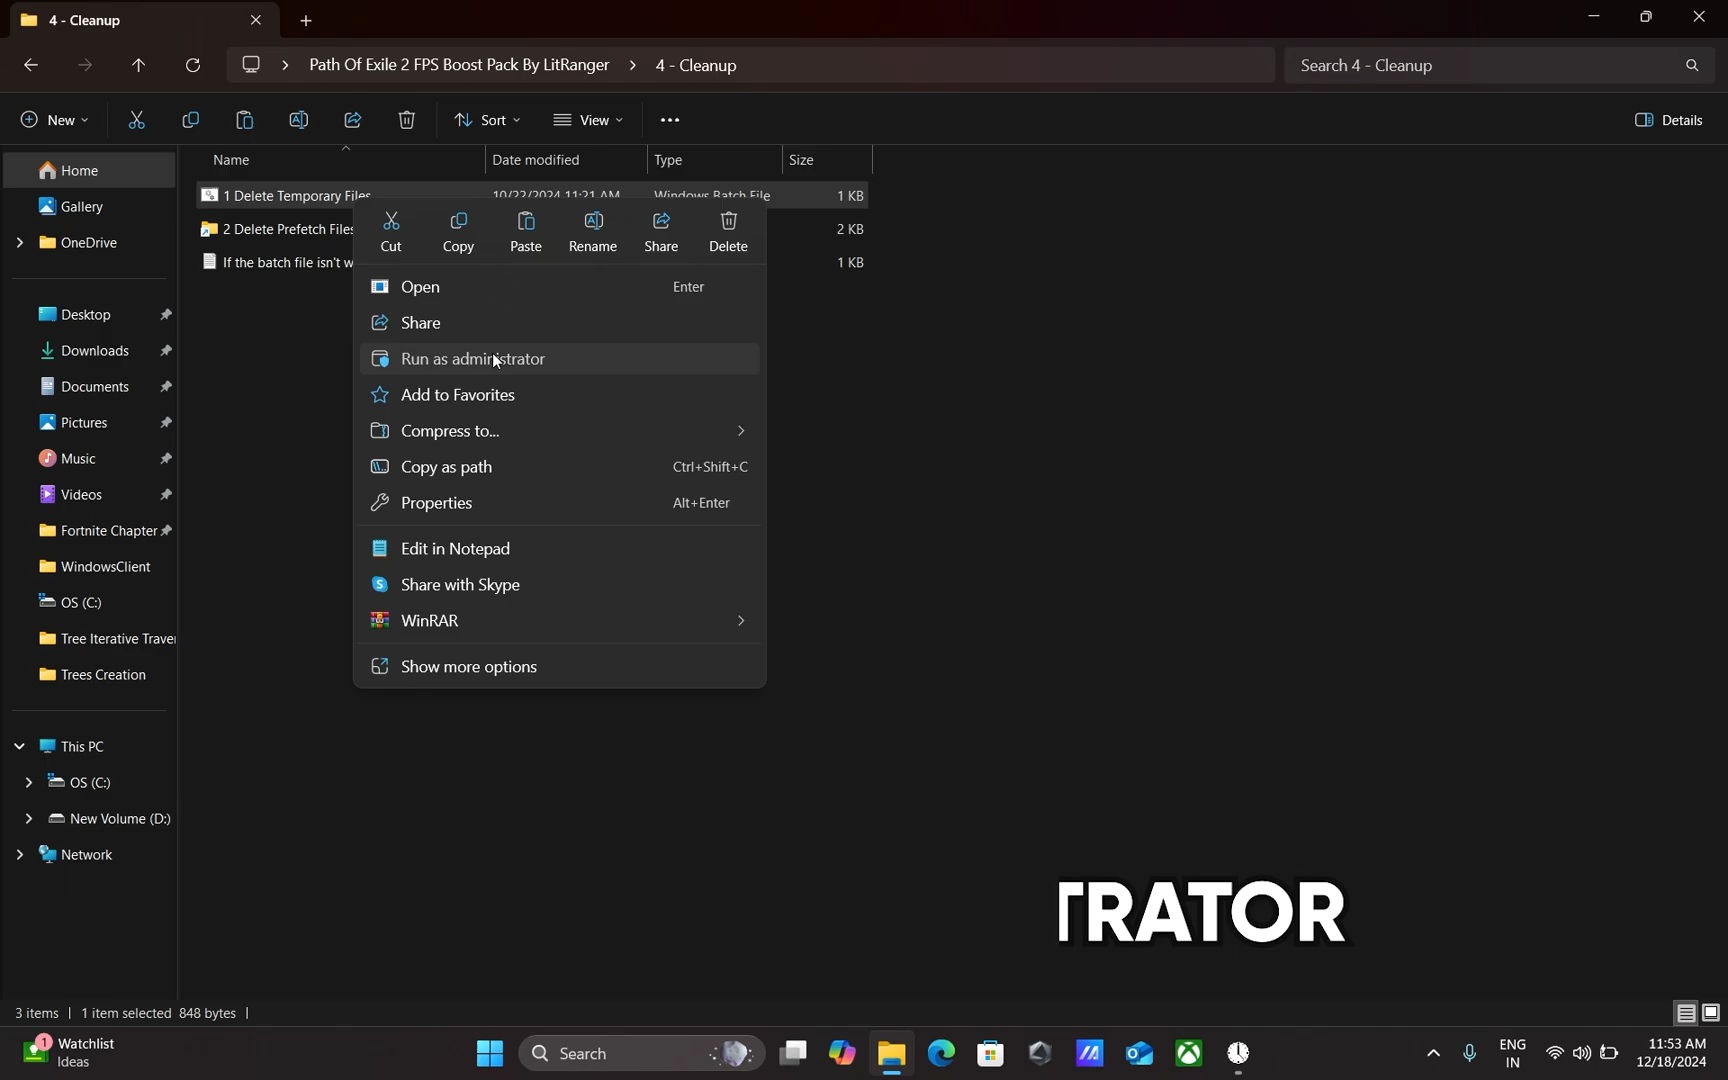 4 - Cleanup
Path Of Exile 2 FPS Boost Pack By LitRanger > 4 - Cleanup
Search 4 - Cleanup
New
Sort
View
Details
Name
Date modified
Type
Size
Home
Gallery
OneDrive
Desktop
Downloads
Documents
Pictures
Music
Videos
Fortnite Chapter
WindowsClient
OS (C:)
Tree Iterative Traver
Trees Creation
This PC
OS (C:)
New Volume (D:)
Network
1 Delete Temporary Files 10/22/2024 11:21 AM Windows Batch File 1 KB
2 Delete Prefetch Files 2 KB
If the batch file isn't w 1 KB
Cut Copy Paste Rename Share Delete
Open Enter
Share
Run as administrator
Add to Favorites
Compress to...
Copy as path Ctrl+Shift+C
Properties Alt+Enter
Edit in Notepad
Share with Skype
WinRAR
Show more options
TRATOR
3 items | 1 item selected 848 bytes |
1
Watchlist
Ideas
Search
ENG
IN
11:53 AM
12/18/2024